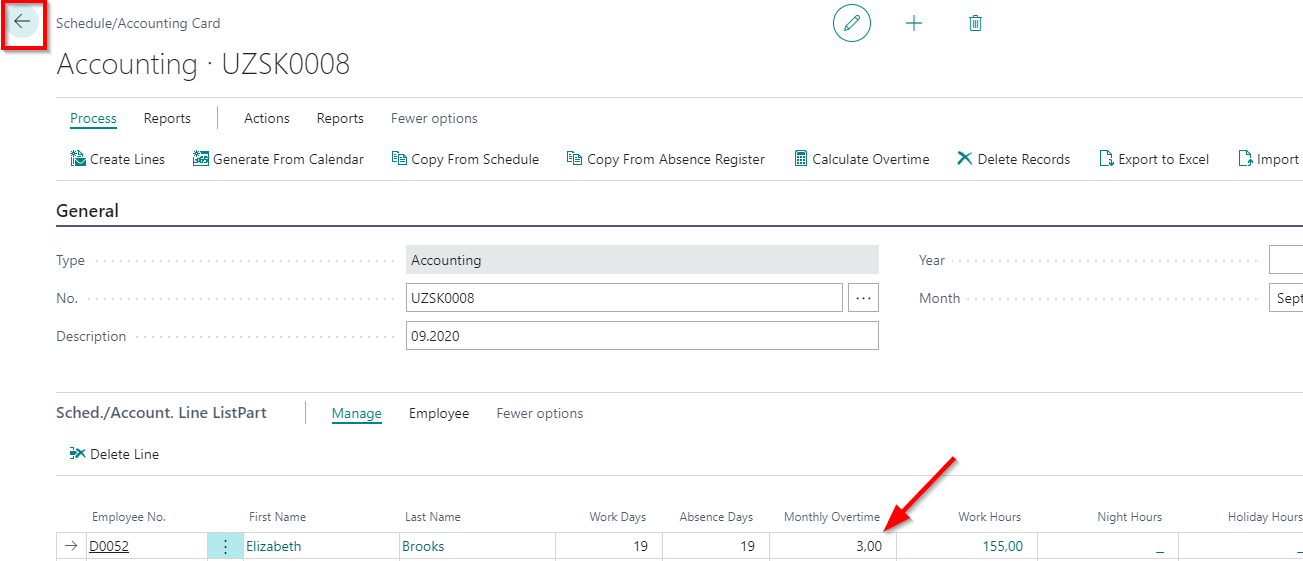 Schedule/Accounting Card
Accounting · UZSK0008
Process Reports Actions Reports Fewer options
Create Lines Generate From Calendar Copy From Schedule Copy From Absence Register Calculate Overtime Delete Records Export to Excel Import
General
Type Accounting Year
No. UZSK0008 ... Month Sept
Description 09.2020
Sched./Account. Line ListPart Manage Employee Fewer options
Delete Line
Employee No. First Name Last Name Work Days Absence Days Monthly Overtime Work Hours Night Hours Holiday Hours
D0052 Elizabeth Brooks 19 19 3,00 155,00 _ _